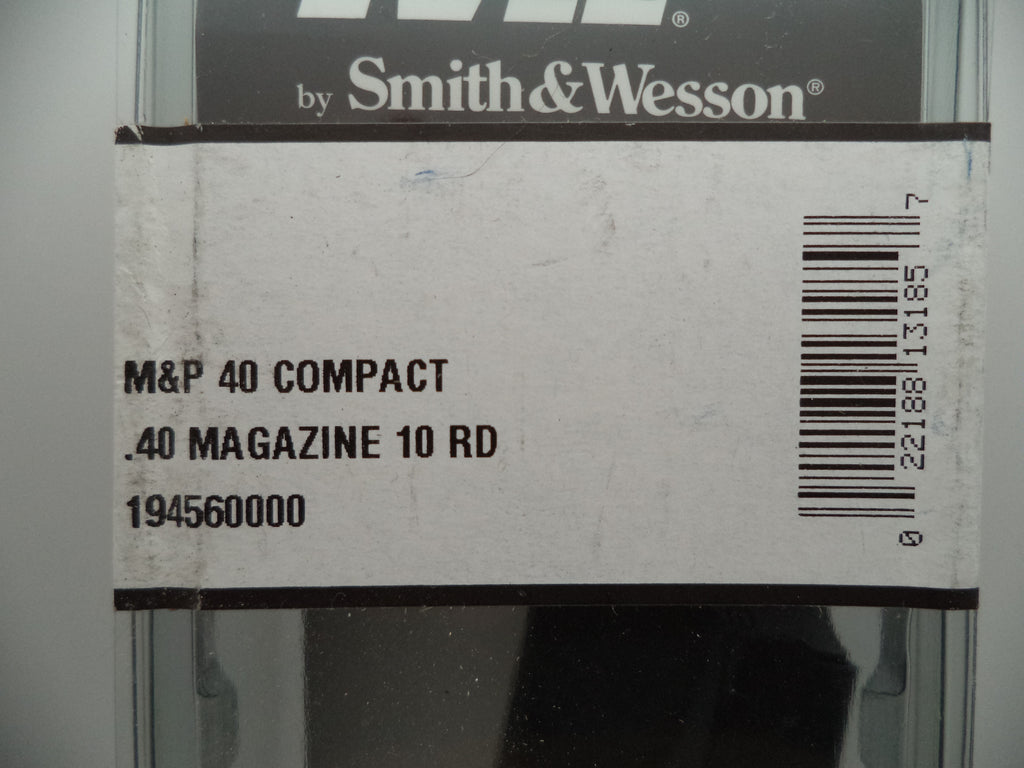 by Smith&Wesson®
M&P 40 COMPACT
.40 MAGAZINE 10 RD
194560000
0 22188 13185 7